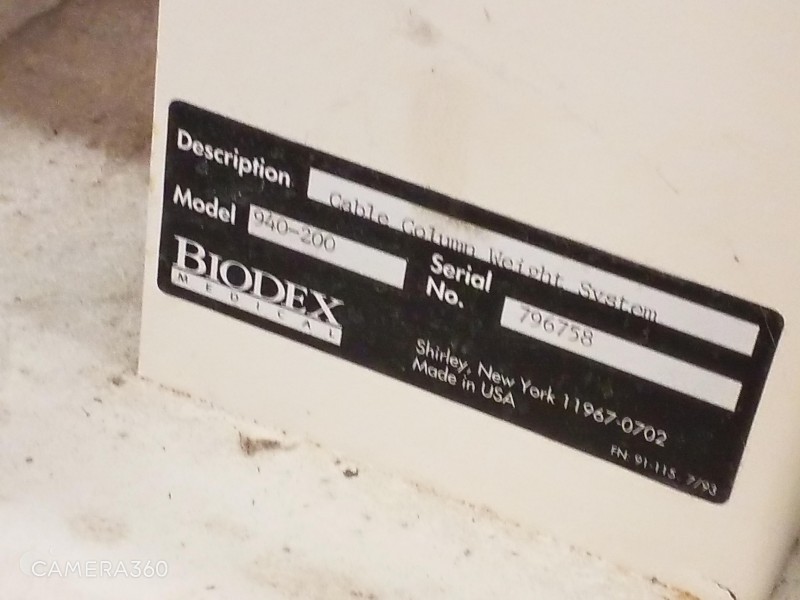 Description Cable Column Weight System
Model 940-200
Serial No. 796758
BIODEX
MEDICAL
Shirley, New York 11967-0702
Made in USA
FN: 91-115 7/93
CAMERA360